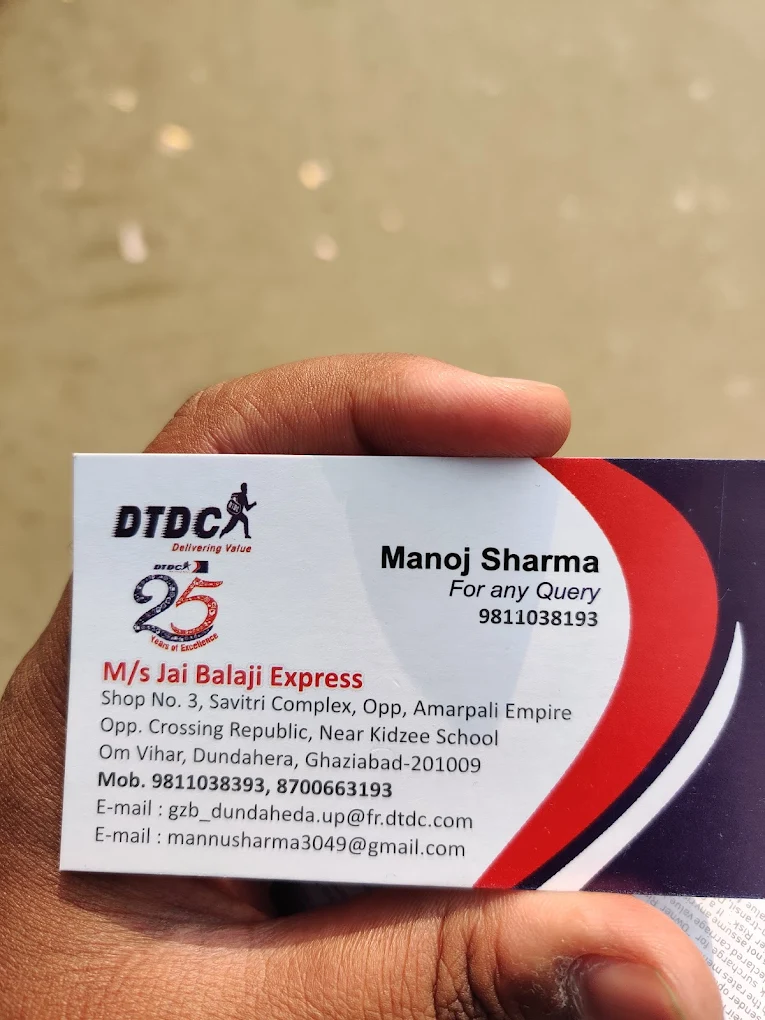 DTDC
Delivering Value
DTDC
25
Years of Excellence
Manoj Sharma
For any Query
9811038193
M/s Jai Balaji Express
Shop No. 3, Savitri Complex, Opp, Amarpali Empire
Opp. Crossing Republic, Near Kidzee School
Om Vihar, Dundahera, Ghaziabad-201009
Mob. 9811038393, 8700663193
E-mail : gzb_dundaheda.up@fr.dtdc.com
E-mail : mannusharma3049@gmail.com